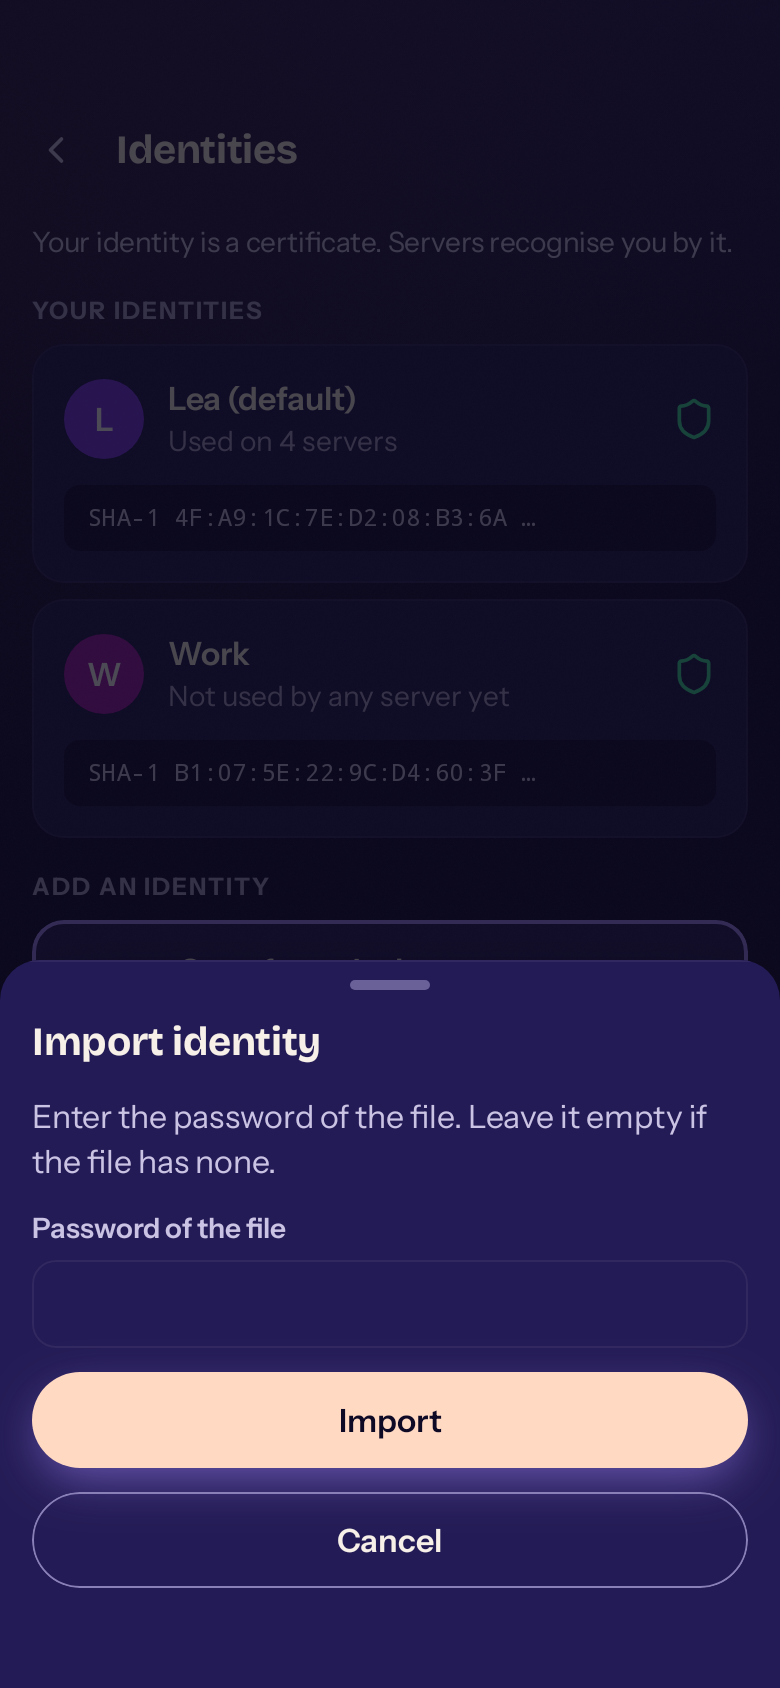 Identities
Your identity is a certificate. Servers recognise you by it.
YOUR IDENTITIES
L
Lea (default)
Used on 4 servers
SHA-1 4F:A9:1C:7E:D2:08:B3:6A …
W
Work
Not used by any server yet
SHA-1 B1:07:5E:22:9C:D4:60:3F …
ADD AN IDENTITY
Import identity
Enter the password of the file. Leave it empty if
the file has none.
Password of the file
Import
Cancel